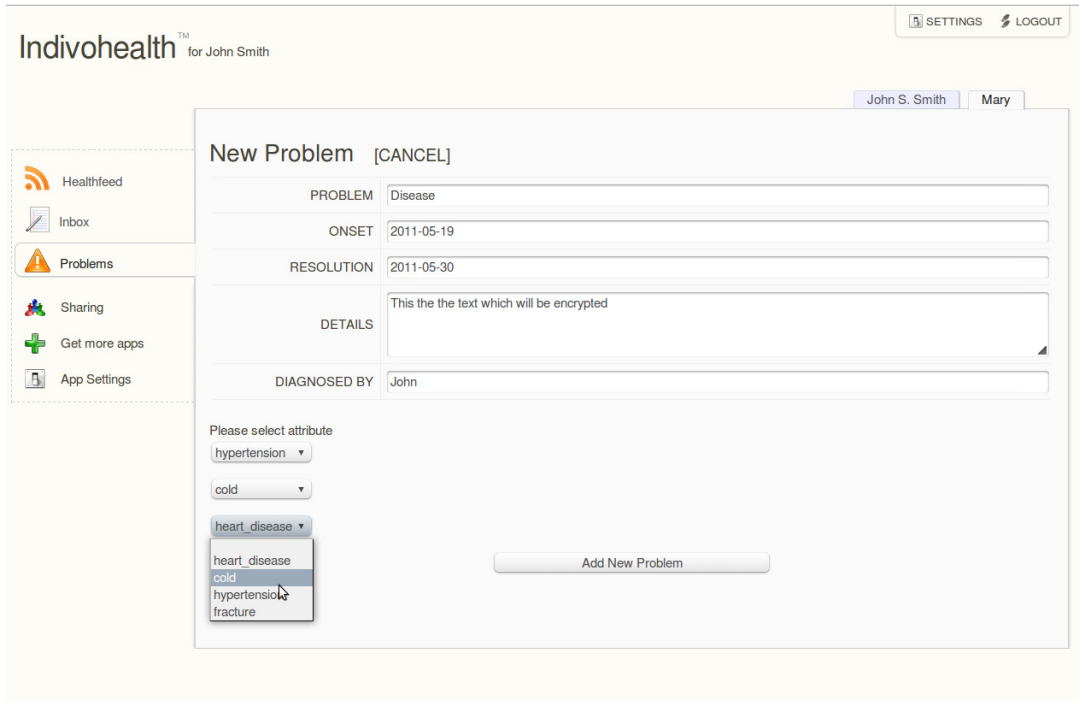 SETTINGS LOGOUT
Indivohealth™ for John Smith
John S. Smith Mary
Healthfeed
Inbox
Problems
Sharing
Get more apps
App Settings
New Problem [CANCEL]
PROBLEM Disease
ONSET 2011-05-19
RESOLUTION 2011-05-30
DETAILS This the the text which will be encrypted
DIAGNOSED BY John
Please select attribute
hypertension
cold
heart_disease
heart_disease
cold
hypertension
fracture
Add New Problem